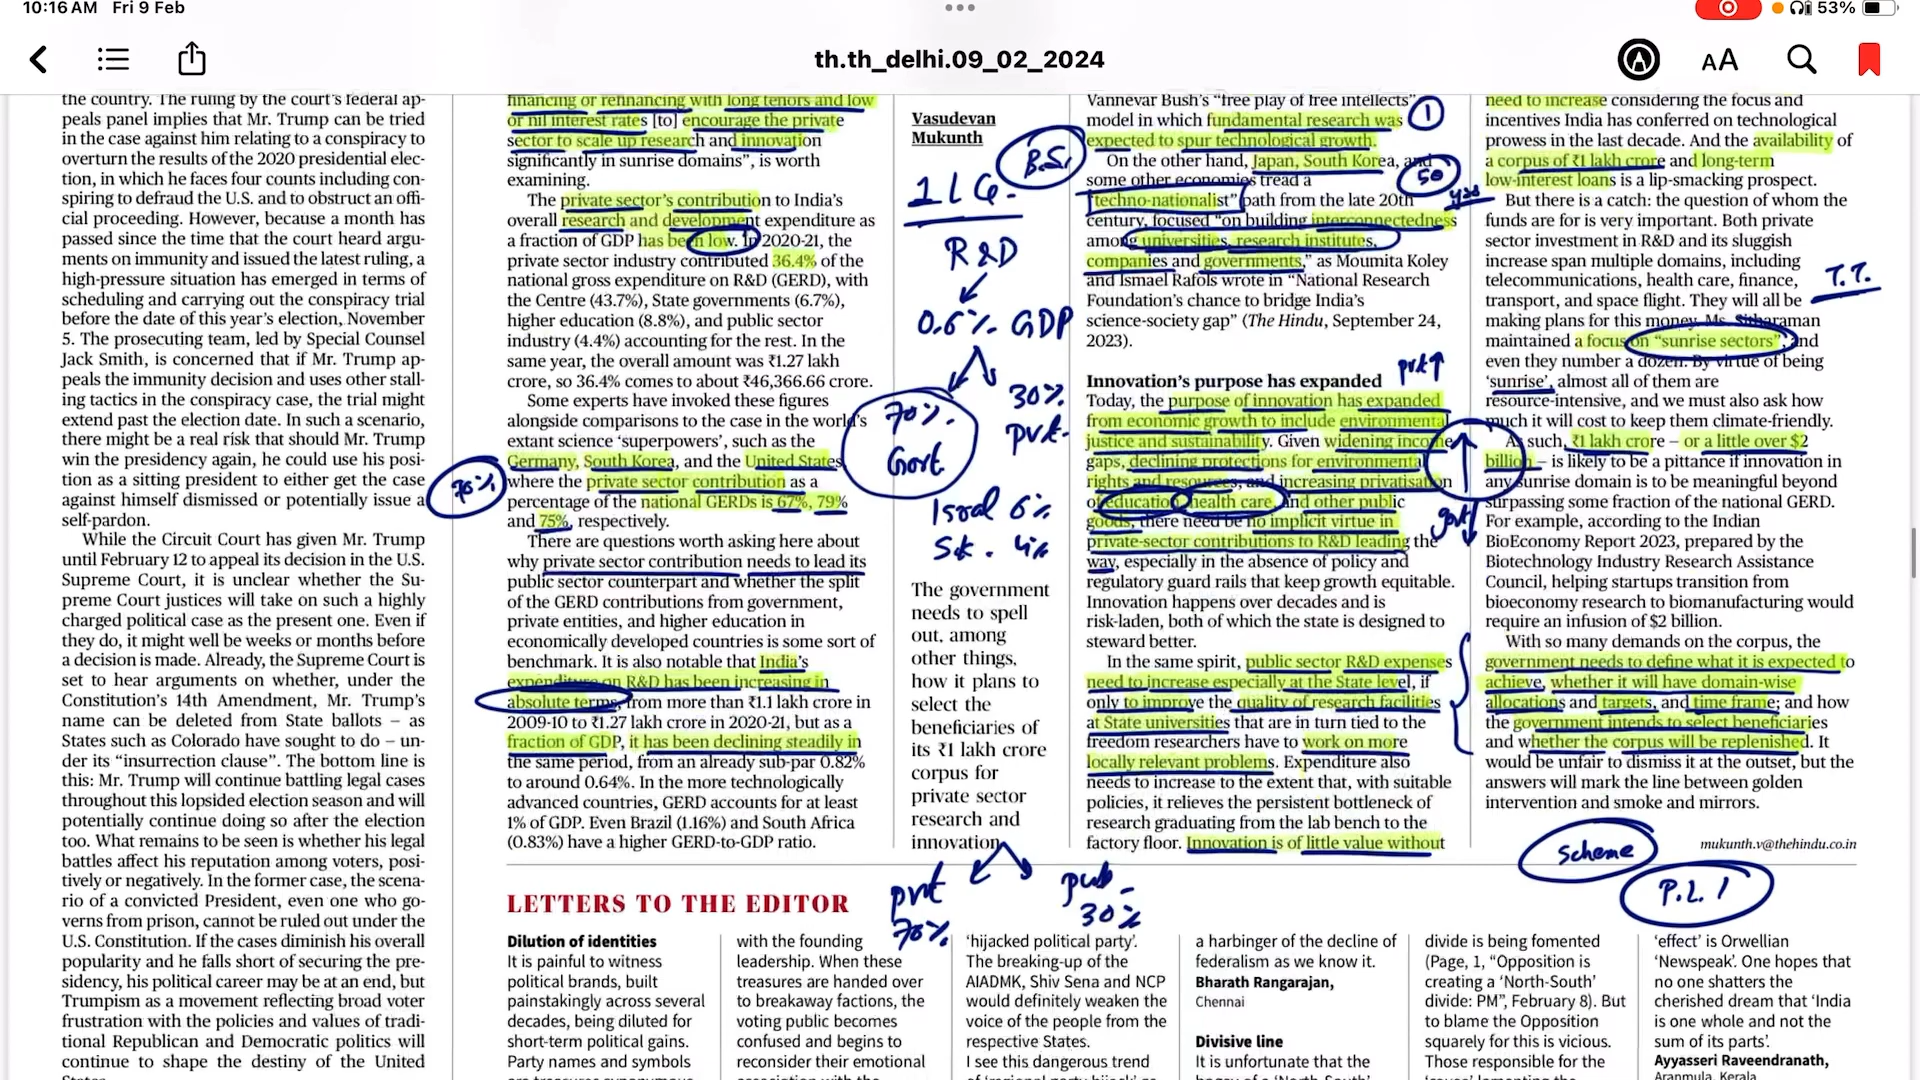 10:16 AM Fri 9 Feb
53%
th.th_delhi.09_02_2024
AA
the country. The ruling by the court's federal ap-
peals panel implies that Mr. Trump can be tried
in the case against him relating to a conspiracy to
overturn the results of the 2020 presidential elec-
tion, in which he faces four counts including con-
spiring to defraud the U.S. and to obstruct an offi-
cial proceeding. However, because a month has
passed since the time that the court heard argu-
ments on immunity and issued the latest ruling, a
high-pressure situation has emerged in terms of
scheduling and carrying out the conspiracy trial
before the date of this year's election, November
5. The prosecuting team, led by Special Counsel
Jack Smith, is concerned that if Mr. Trump ap-
peals the immunity decision and uses other stall-
ing tactics in the conspiracy case, the trial might
extend past the election date. In such a scenario,
there might be a real risk that should Mr. Trump
win the presidency again, he could use his posi-
tion as a sitting president to either get the case
against himself dismissed or potentially issue a
self-pardon.
While the Circuit Court has given Mr. Trump
until February 12 to appeal its decision in the U.S.
Supreme Court, it is unclear whether the Su-
preme Court justices will take on such a highly
charged political case as the present one. Even if
they do, it might well be weeks or months before
a decision is made. Already, the Supreme Court is
set to hear arguments on whether, under the
Constitution's 14th Amendment, Mr. Trump's
name can be deleted from State ballots – as
States such as Colorado have sought to do – un-
der its "insurrection clause". The bottom line is
this: Mr. Trump will continue battling legal cases
throughout this lopsided election season and will
potentially continue doing so after the election
too. What remains to be seen is whether his legal
battles affect his reputation among voters, posi-
tively or negatively. In the former case, the scena-
rio of a convicted President, even one who go-
verns from prison, cannot be ruled out under the
U.S. Constitution. If the cases diminish his overall
popularity and he falls short of securing the pre-
sidency, his political career may be at an end, but
Trumpism as a movement reflecting broad voter
frustration with the policies and values of tradi-
tional Republican and Democratic politics will
continue to shape the destiny of the United
States.
financing or refinancing with long tenors and low
or nil interest rates [to] encourage the private
sector to scale up research and innovation
significantly in sunrise domains", is worth
examining.
The private sector's contribution to India's
overall research and development expenditure as
a fraction of GDP has been low. In 2020-21, the
private sector industry contributed 36.4% of the
national gross expenditure on R&D (GERD), with
the Centre (43.7%), State governments (6.7%),
higher education (8.8%), and public sector
industry (4.4%) accounting for the rest. In the
same year, the overall amount was ₹1.27 lakh
crore, so 36.4% comes to about ₹46,366.66 crore.
Some experts have invoked these figures
alongside comparisons to the case in the world's
extant science 'superpowers', such as the
Germany, South Korea, and the United States
where the private sector contribution as a
percentage of the national GERDs is 67%, 79%
and 75%, respectively.
There are questions worth asking here about
why private sector contribution needs to lead its
public sector counterpart and whether the split
of the GERD contributions from government,
private entities, and higher education in
economically developed countries is some sort of
benchmark. It is also notable that India's
expenditure on R&D has been increasing in
absolute terms, from more than ₹1.1 lakh crore in
2009-10 to ₹1.27 lakh crore in 2020-21, but as a
fraction of GDP, it has been declining steadily in
the same period, from an already sub-par 0.82%
to around 0.64%. In the more technologically
advanced countries, GERD accounts for at least
1% of GDP. Even Brazil (1.16%) and South Africa
(0.83%) have a higher GERD-to-GDP ratio.
70%
Vasudevan
Mukunth
B.S.
1 L C.
R&D
0.6% GDP
70%
Govt
30%
pvt.
Isral 6%
S.K. 4%
The government
needs to spell
out, among
other things,
how it plans to
select the
beneficiaries of
its ₹1 lakh crore
corpus for
private sector
research and
innovation
pvt
70%
pub
30%
Vannevar Bush's "free play of free intellects"
model in which fundamental research was
expected to spur technological growth.
On the other hand, Japan, South Korea, and
some other economies tread a
"techno-nationalist" path from the late 20th
century, focused "on building interconnectedness
among universities, research institutes,
companies and governments," as Moumita Koley
and Ismael Rafols wrote in "National Research
Foundation's chance to bridge India's
science-society gap" (The Hindu, September 24,
2023).
1
50
yrs
pvt ↑
Innovation's purpose has expanded
Today, the purpose of innovation has expanded
from economic growth to include environmental
justice and sustainability. Given widening income
gaps, declining protections for environmental
rights and resources, and increasing privatisation
of education, health care, and other public
goods, there need be no implicit virtue in
private-sector contributions to R&D leading the
way, especially in the absence of policy and
regulatory guard rails that keep growth equitable.
Innovation happens over decades and is
risk-laden, both of which the state is designed to
steward better.
In the same spirit, public sector R&D expenses
need to increase especially at the State level, if
only to improve the quality of research facilities
at State universities that are in turn tied to the
freedom researchers have to work on more
locally relevant problems. Expenditure also
needs to increase to the extent that, with suitable
policies, it relieves the persistent bottleneck of
research graduating from the lab bench to the
factory floor. Innovation is of little value without
govt ↓
need to increase considering the focus and
incentives India has conferred on technological
prowess in the last decade. And the availability of
a corpus of ₹1 lakh crore and long-term
low-interest loans is a lip-smacking prospect.
But there is a catch: the question of whom the
funds are for is very important. Both private
sector investment in R&D and its sluggish
increase span multiple domains, including
telecommunications, health care, finance,
transport, and space flight. They will all be
making plans for this money. Ms. Sitharaman
maintained a focus on "sunrise sectors", and
even they number a dozen. By virtue of being
'sunrise', almost all of them are
resource-intensive, and we must also ask how
much it will cost to keep them climate-friendly.
As such, ₹1 lakh crore – or a little over $2
billion – is likely to be a pittance if innovation in
any sunrise domain is to be meaningful beyond
surpassing some fraction of the national GERD.
For example, according to the Indian
BioEconomy Report 2023, prepared by the
Biotechnology Industry Research Assistance
Council, helping startups transition from
bioeconomy research to biomanufacturing would
require an infusion of $2 billion.
With so many demands on the corpus, the
government needs to define what it is expected to
achieve, whether it will have domain-wise
allocations and targets, and time frame; and how
the government intends to select beneficiaries
and whether the corpus will be replenished. It
would be unfair to dismiss it at the outset, but the
answers will mark the line between golden
intervention and smoke and mirrors.
T.T.
mukunth.v@thehindu.co.in
Scheme
P.L.I
LETTERS TO THE EDITOR
Dilution of identities
It is painful to witness
political brands, built
painstakingly across several
decades, being diluted for
short-term political gains.
Party names and symbols
with the founding
leadership. When these
treasures are handed over
to breakaway factions, the
voting public becomes
confused and begins to
reconsider their emotional
'hijacked political party'.
The breaking-up of the
AIADMK, Shiv Sena and NCP
would definitely weaken the
voice of the people from the
respective States.
I see this dangerous trend
a harbinger of the decline of
federalism as we know it.
Bharath Rangarajan,
Chennai
Divisive line
It is unfortunate that the
divide is being fomented
(Page, 1, "Opposition is
creating a 'North-South'
divide: PM", February 8). But
to blame the Opposition
squarely for this is vicious.
Those responsible for the
'effect' is Orwellian
'Newspeak'. One hopes that
no one shatters the
cherished dream that 'India
is one whole and not the
sum of its parts'.
Ayyasseri Raveendranath,
Aranmula, Kerala